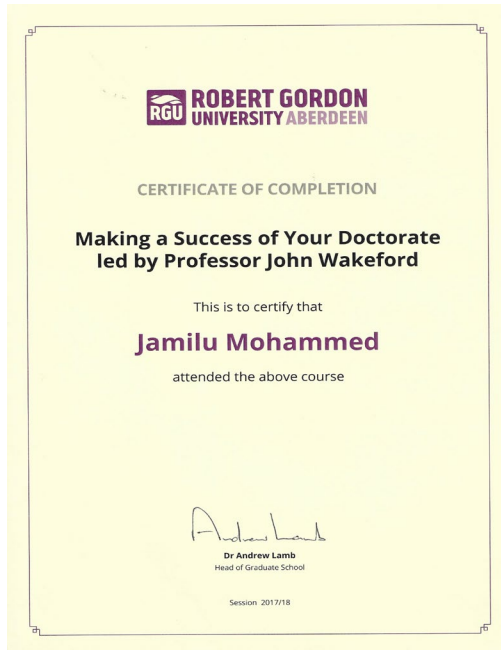 RGU
ROBERT GORDON
UNIVERSITY ABERDEEN
CERTIFICATE OF COMPLETION
Making a Success of Your Doctorate
led by Professor John Wakeford
This is to certify that
Jamilu Mohammed
attended the above course
Andrew Lamb
Dr Andrew Lamb
Head of Graduate School
Session 2017/18